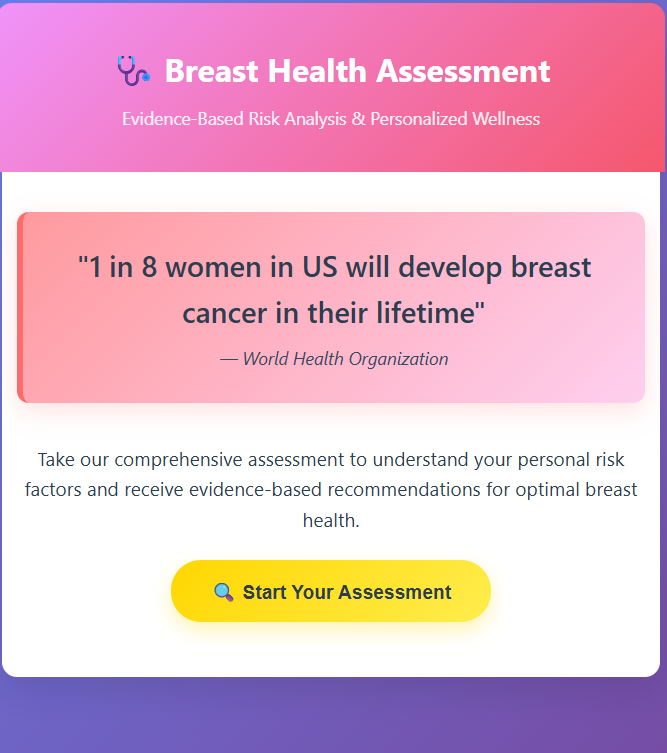 Breast Health Assessment
Evidence-Based Risk Analysis & Personalized Wellness
"1 in 8 women in US will develop breast
cancer in their lifetime"
— World Health Organization
Take our comprehensive assessment to understand your personal risk
factors and receive evidence-based recommendations for optimal breast
health.
Start Your Assessment